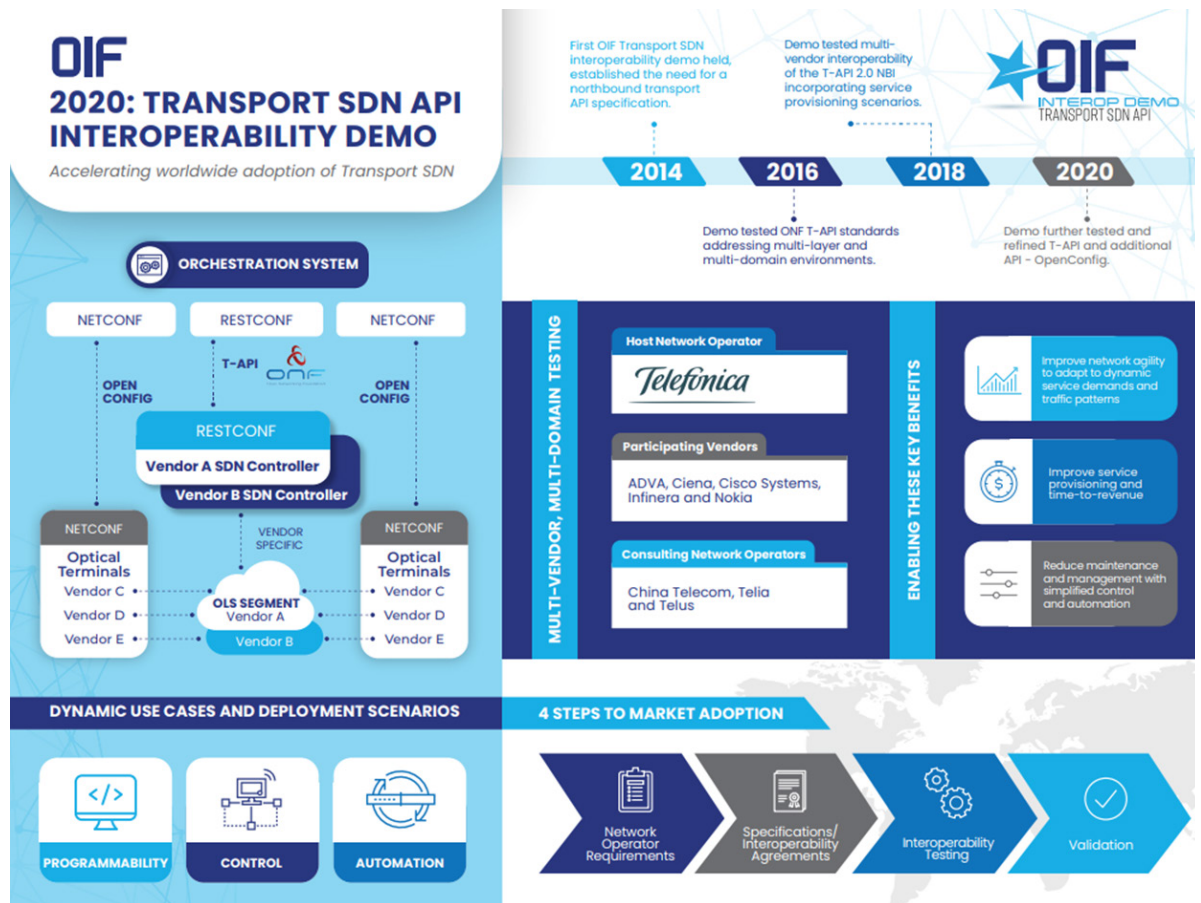 OIF
2020: TRANSPORT SDN API
INTEROPERABILITY DEMO
Accelerating worldwide adoption of Transport SDN
First OIF Transport SDN
interoperability demo held,
established the need for a
northbound transport
API specification.
Demo tested multi-
vendor interoperability
of the T-API 2.0 NBI
incorporating service
provisioning scenarios.
OIF
INTEROP DEMO
TRANSPORT SDN API
2014
2016
2018
2020
Demo tested ONF T-API standards
addressing multi-layer and
multi-domain environments.
Demo further tested and
refined T-API and additional
API - OpenConfig.
ORCHESTRATION SYSTEM
NETCONF
RESTCONF
NETCONF
OPEN
CONFIG
T-API
ONF
OPEN
CONFIG
RESTCONF
Vendor A SDN Controller
Vendor B SDN Controller
VENDOR
SPECIFIC
NETCONF
Optical
Terminals
Vendor C
Vendor D
Vendor E
OLS SEGMENT
Vendor A
Vendor B
NETCONF
Optical
Terminals
Vendor C
Vendor D
Vendor E
MULTI-VENDOR, MULTI-DOMAIN TESTING
Host Network Operator
Telefónica
Participating Vendors
ADVA, Ciena, Cisco Systems,
Infinera and Nokia
Consulting Network Operators
China Telecom, Telia
and Telus
ENABLING THESE KEY BENEFITS
Improve network agility
to adapt to dynamic
service demands and
traffic patterns
$
Improve service
provisioning and
time-to-revenue
Reduce maintenance
and management with
simplified control
and automation
DYNAMIC USE CASES AND DEPLOYMENT SCENARIOS
</>
PROGRAMMABILITY
CONTROL
AUTOMATION
4 STEPS TO MARKET ADOPTION
Network
Operator
Requirements
Specifications/
Interoperability
Agreements
Interoperability
Testing
Validation